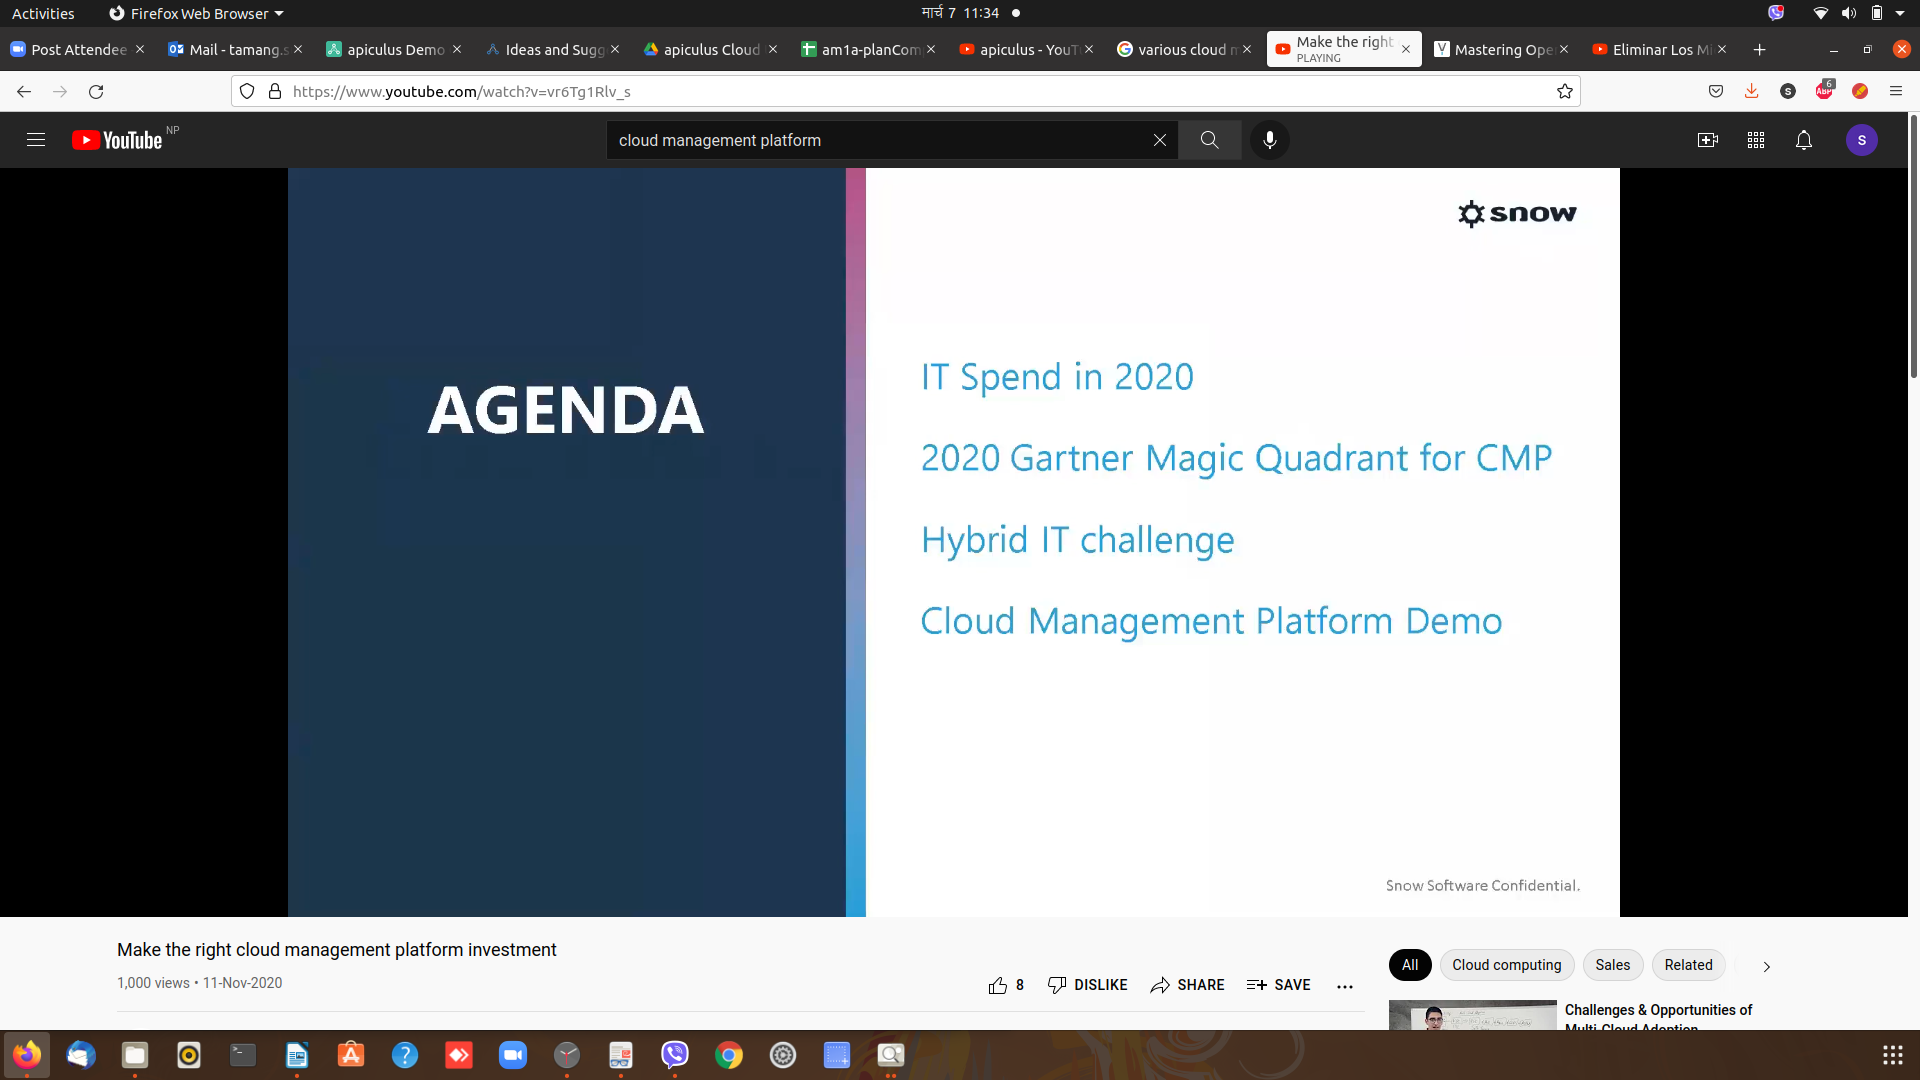 Activities
Firefox Web Browser
मार्च 7 11:34
Post Attendee
Mail - tamang.s
apiculus Demo
Ideas and Sugg
apiculus Cloud
am1a-planCom
apiculus - YouT
various cloud m
Make the right
PLAYING
Mastering Ope
Eliminar Los Mi
https://www.youtube.com/watch?v=vr6Tg1Rlv_s
S
ABP
6
YouTube
NP
cloud management platform
S
snow
AGENDA
IT Spend in 2020
2020 Gartner Magic Quadrant for CMP
Hybrid IT challenge
Cloud Management Platform Demo
Snow Software Confidential.
Make the right cloud management platform investment
1,000 views • 11-Nov-2020
8
DISLIKE
SHARE
SAVE
All
Cloud computing
Sales
Related
Challenges & Opportunities of
Multi-Cloud Adoption